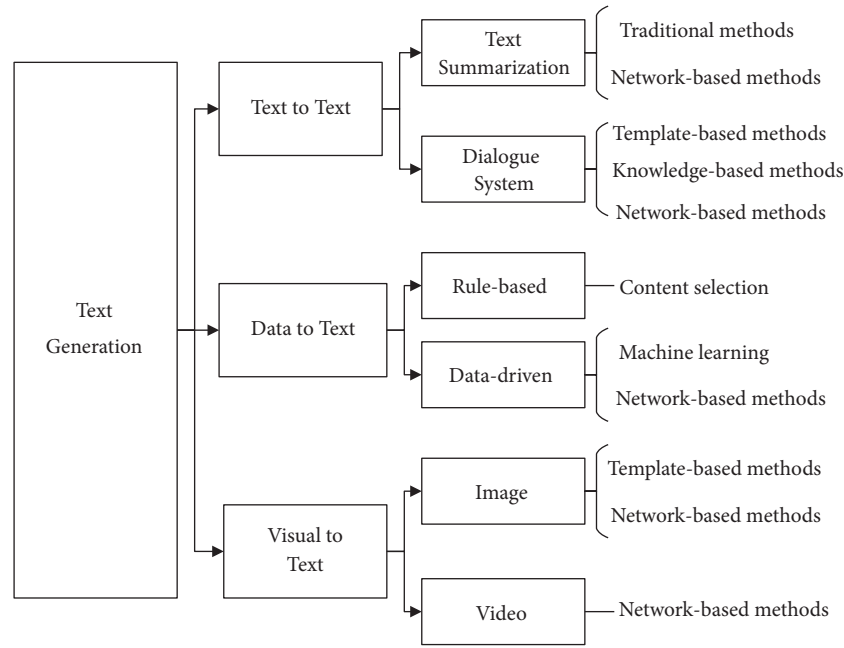 Text
Generation
Text to Text
Text
Summarization
Traditional methods
Network-based methods
Dialogue
System
Template-based methods
Knowledge-based methods
Network-based methods
Data to Text
Rule-based
Content selection
Data-driven
Machine learning
Network-based methods
Visual to
Text
Image
Template-based methods
Network-based methods
Video
Network-based methods